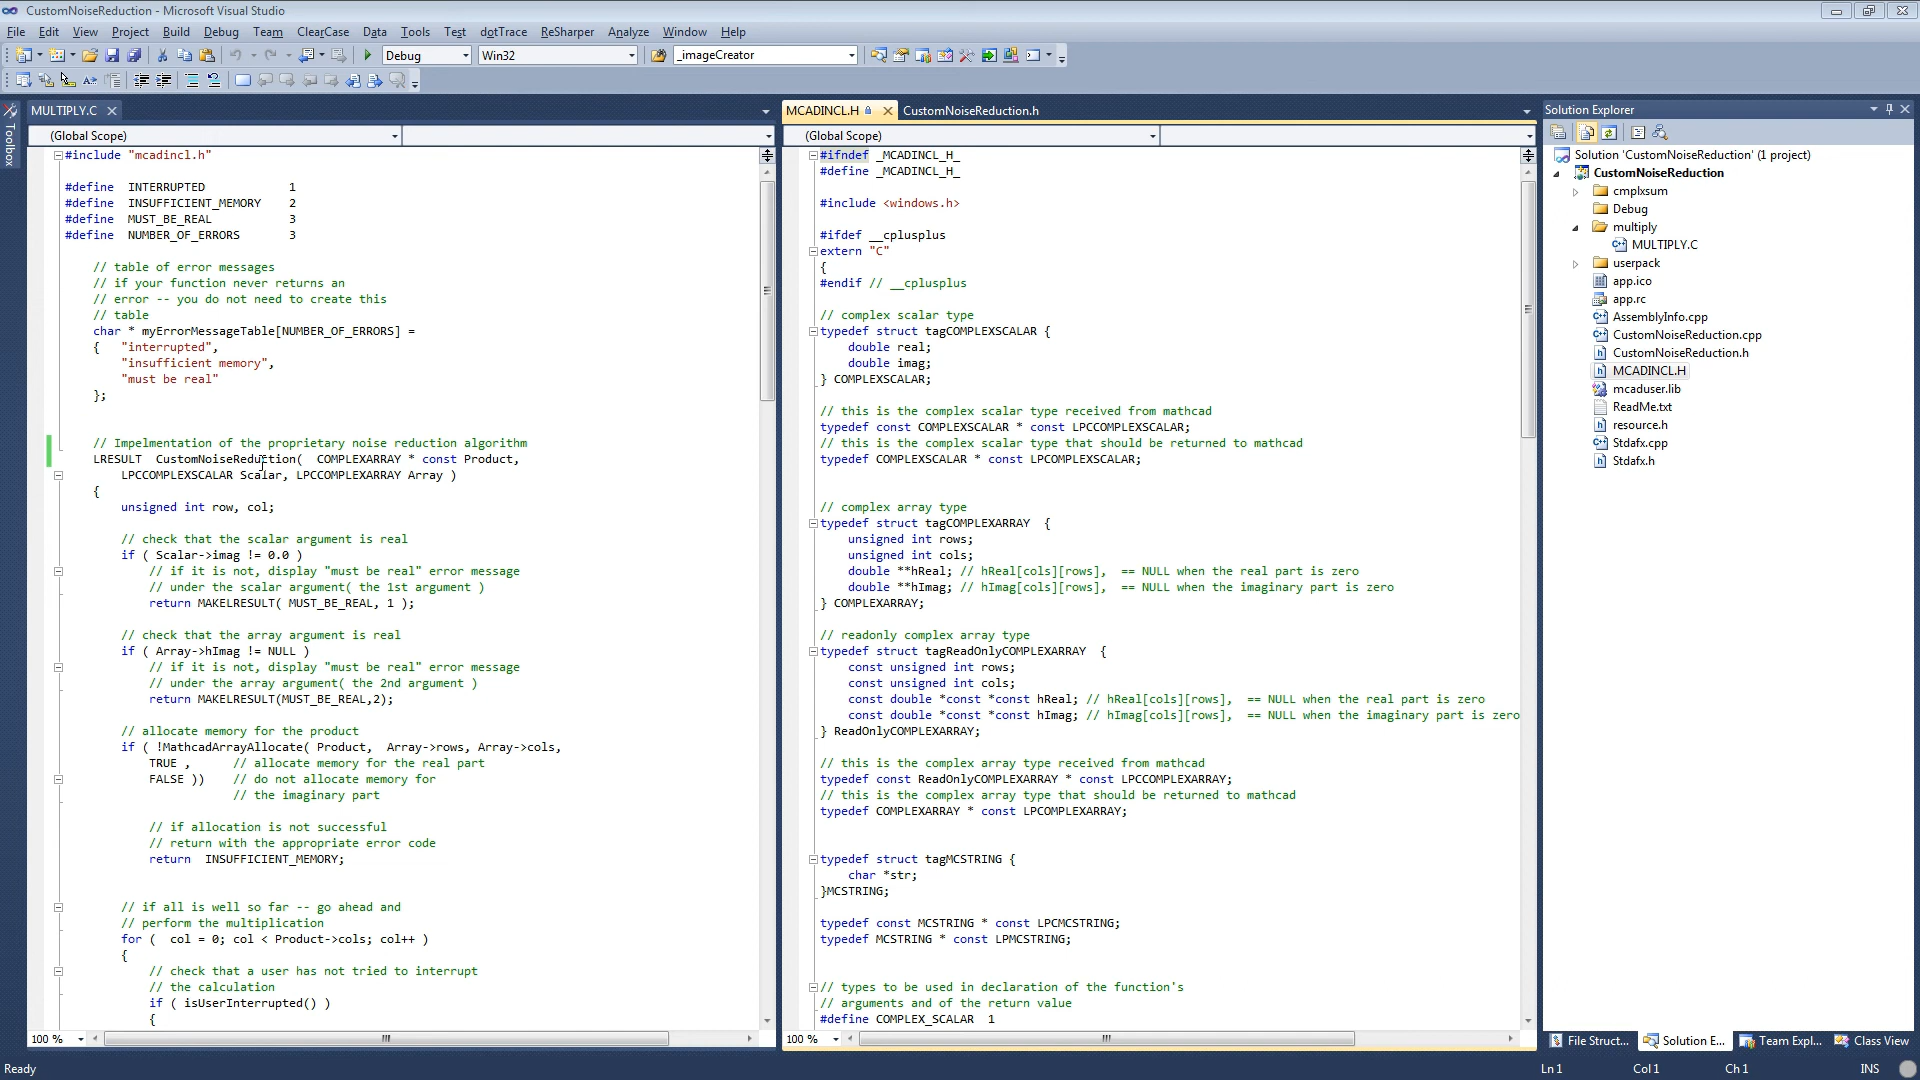 CustomNoiseReduction - Microsoft Visual Studio
File Edit View Project Build Debug Team ClearCase Data Tools Test dotTrace ReSharper Analyze Window Help
Debug Win32 _imageCreator
Toolbox
MULTIPLY.C
(Global Scope)
#include "mcadincl.h"
#define  INTERRUPTED            1
#define  INSUFFICIENT_MEMORY    2
#define  MUST_BE_REAL           3
#define  NUMBER_OF_ERRORS       3
// table of error messages
// if your function never returns an
// error -- you do not need to create this
// table
char * myErrorMessageTable[NUMBER_OF_ERRORS] =
{   "interrupted",
"insufficient memory",
"must be real"
};
// Impelmentation of the proprietary noise reduction algorithm
LRESULT  CustomNoiseReduction(  COMPLEXARRAY * const Product,
LPCCOMPLEXSCALAR Scalar, LPCCOMPLEXARRAY Array )
{
unsigned int row, col;
// check that the scalar argument is real
if ( Scalar->imag != 0.0 )
// if it is not, display "must be real" error message
// under the scalar argument( the 1st argument )
return MAKELRESULT( MUST_BE_REAL, 1 );
// check that the array argument is real
if ( Array->hImag != NULL )
// if it is not, display "must be real" error message
// under the array argument( the 2nd argument )
return MAKELRESULT(MUST_BE_REAL,2);
// allocate memory for the product
if ( !MathcadArrayAllocate( Product,  Array->rows, Array->cols,
TRUE ,      // allocate memory for the real part
FALSE ))    // do not allocate memory for
// the imaginary part
// if allocation is not successful
// return with the appropriate error code
return  INSUFFICIENT_MEMORY;
// if all is well so far -- go ahead and
// perform the multiplication
for (  col = 0; col < Product->cols; col++ )
{
// check that a user has not tried to interrupt
// the calculation
if ( isUserInterrupted() )
{
100 %
MCADINCL.H CustomNoiseReduction.h
(Global Scope)
#ifndef _MCADINCL_H_
#define _MCADINCL_H_
#include <windows.h>
#ifdef __cplusplus
extern "C"
{
#endif // __cplusplus
// complex scalar type
typedef struct tagCOMPLEXSCALAR {
double real;
double imag;
} COMPLEXSCALAR;
// this is the complex scalar type received from mathcad
typedef const COMPLEXSCALAR * const LPCCOMPLEXSCALAR;
// this is the complex scalar type that should be returned to mathcad
typedef COMPLEXSCALAR * const LPCOMPLEXSCALAR;
// complex array type
typedef struct tagCOMPLEXARRAY  {
unsigned int rows;
unsigned int cols;
double **hReal; // hReal[cols][rows],  == NULL when the real part is zero
double **hImag; // hImag[cols][rows],  == NULL when the imaginary part is zero
} COMPLEXARRAY;
// readonly complex array type
typedef struct tagReadOnlyCOMPLEXARRAY  {
const unsigned int rows;
const unsigned int cols;
const double *const *const hReal; // hReal[cols][rows],  == NULL when the real part is zero
const double *const *const hImag; // hImag[cols][rows],  == NULL when the imaginary part is zero
} ReadOnlyCOMPLEXARRAY;
// this is the complex array type received from mathcad
typedef const ReadOnlyCOMPLEXARRAY * const LPCCOMPLEXARRAY;
// this is the complex array type that should be returned to mathcad
typedef COMPLEXARRAY * const LPCOMPLEXARRAY;
typedef struct tagMCSTRING {
char *str;
}MCSTRING;
typedef const MCSTRING * const LPCMCSTRING;
typedef MCSTRING * const LPMCSTRING;
// types to be used in declaration of the function's
// arguments and of the return value
#define COMPLEX_SCALAR  1
100 %
Solution Explorer
Solution 'CustomNoiseReduction' (1 project)
CustomNoiseReduction
cmplxsum
Debug
multiply
MULTIPLY.C
userpack
app.ico
app.rc
AssemblyInfo.cpp
CustomNoiseReduction.cpp
CustomNoiseReduction.h
MCADINCL.H
mcaduser.lib
ReadMe.txt
resource.h
Stdafx.cpp
Stdafx.h
File Struct... Solution E... Team Expl... Class View
Ready Ln 1 Col 1 Ch 1 INS